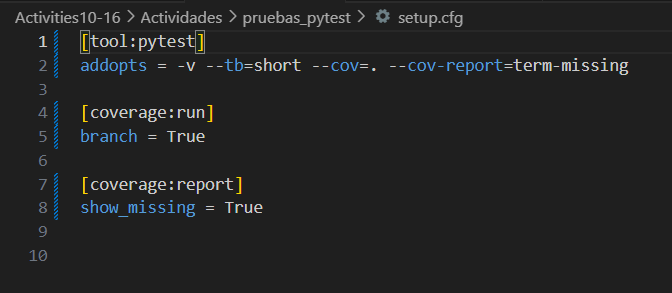 Activities10-16 > Actividades > pruebas_pytest > setup.cfg
1 [tool:pytest]
2 addopts = -v --tb=short --cov=. --cov-report=term-missing
3
4 [coverage:run]
5 branch = True
6
7 [coverage:report]
8 show_missing = True
9
10